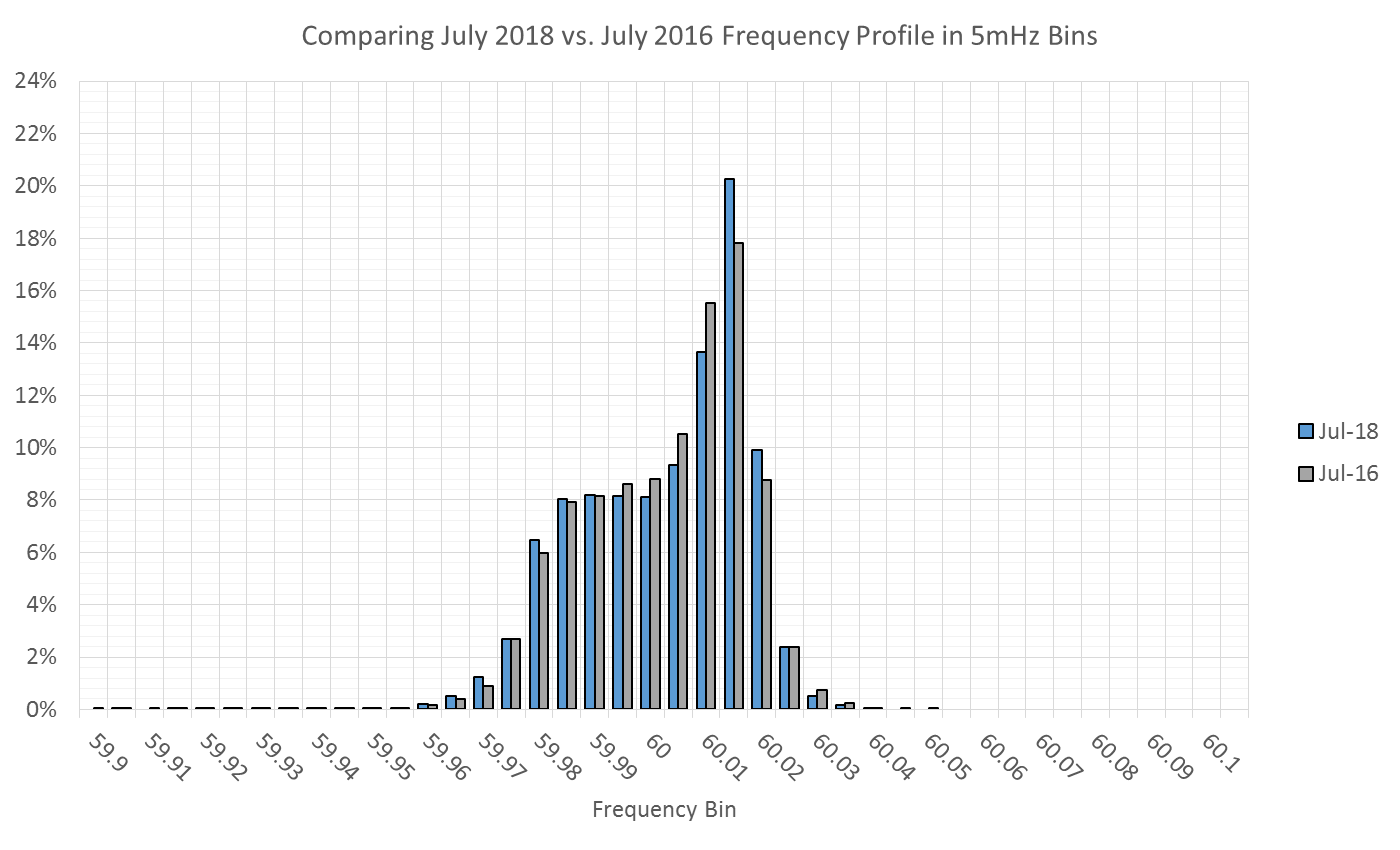 Comparing July 2018 vs. July 2016 Frequency Profile in 5mHz Bins
24%
22%
20%
18%
16%
14%
12%
10%
8%
6%
4%
2%
0%
59.9 59.91 59.92 59.93 59.94 59.95 59.96 59.97 59.98 59.99 60 60.01 60.02 60.03 60.04 60.05 60.06 60.07 60.08 60.09 60.1
Frequency Bin
Jul-18
Jul-16